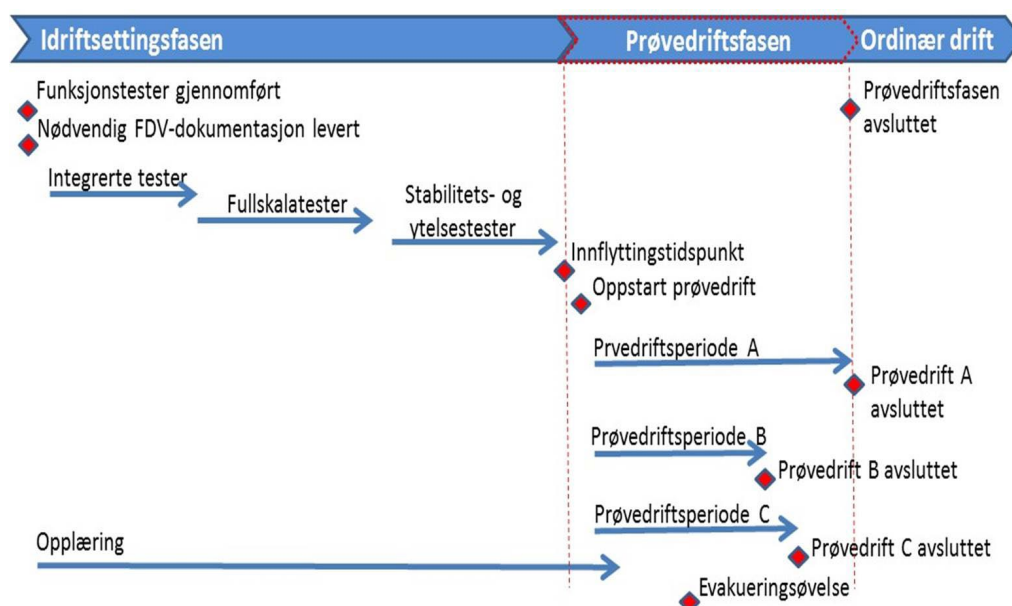 Idriftsettingsfasen
Prøvedriftsfasen
Ordinær drift
Funksjonstester gjennomført
Nødvendig FDV-dokumentasjon levert
Prøvedriftsfasen
avsluttet
Integrerte tester
Fullskalatester
Stabilitets- og
ytelsestester
Innflyttingstidspunkt
Oppstart prøvedrift
Prvedriftsperiode A
Prøvedrift A
avsluttet
Prøvedriftsperiode B
Prøvedrift B avsluttet
Prøvedriftsperiode C
Prøvedrift C avsluttet
Opplæring
Evakueringsøvelse